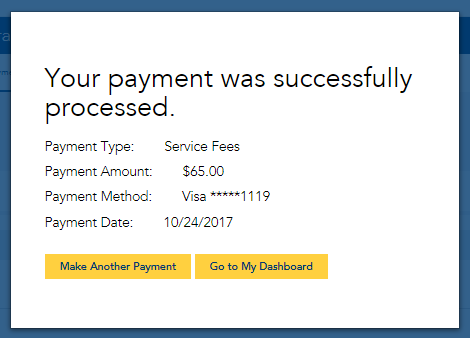 Your payment was successfully
processed.
Payment Type: Service Fees
Payment Amount: $65.00
Payment Method: Visa *****1119
Payment Date: 10/24/2017
Make Another Payment Go to My Dashboard